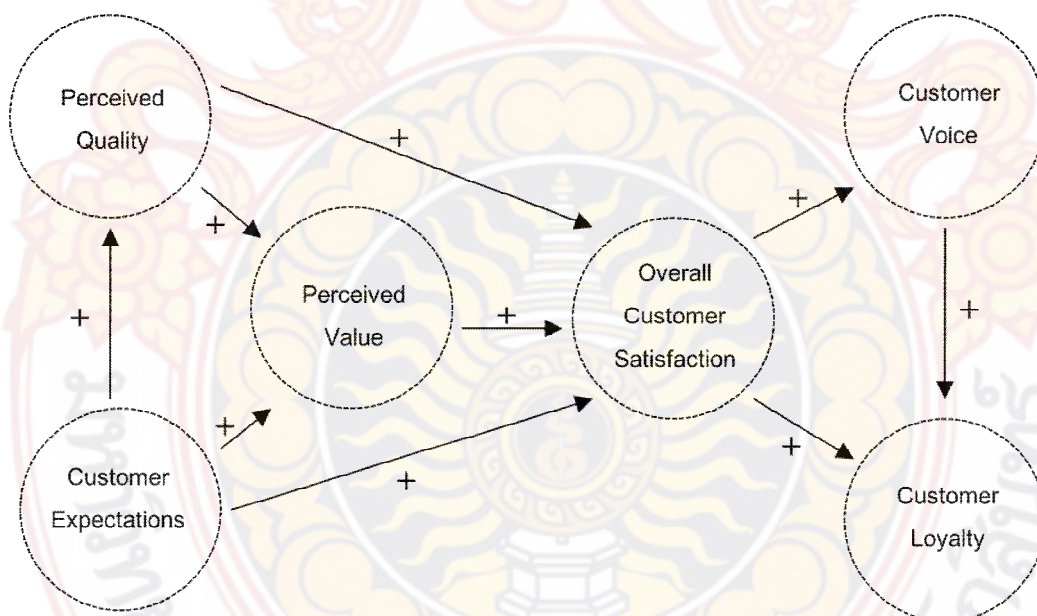 Perceived
Quality
+
+
Customer
Voice
+
+
Perceived
Value
+
Overall
Customer
Satisfaction
+
+
+
Customer
Expectations
+
+
Customer
Loyalty